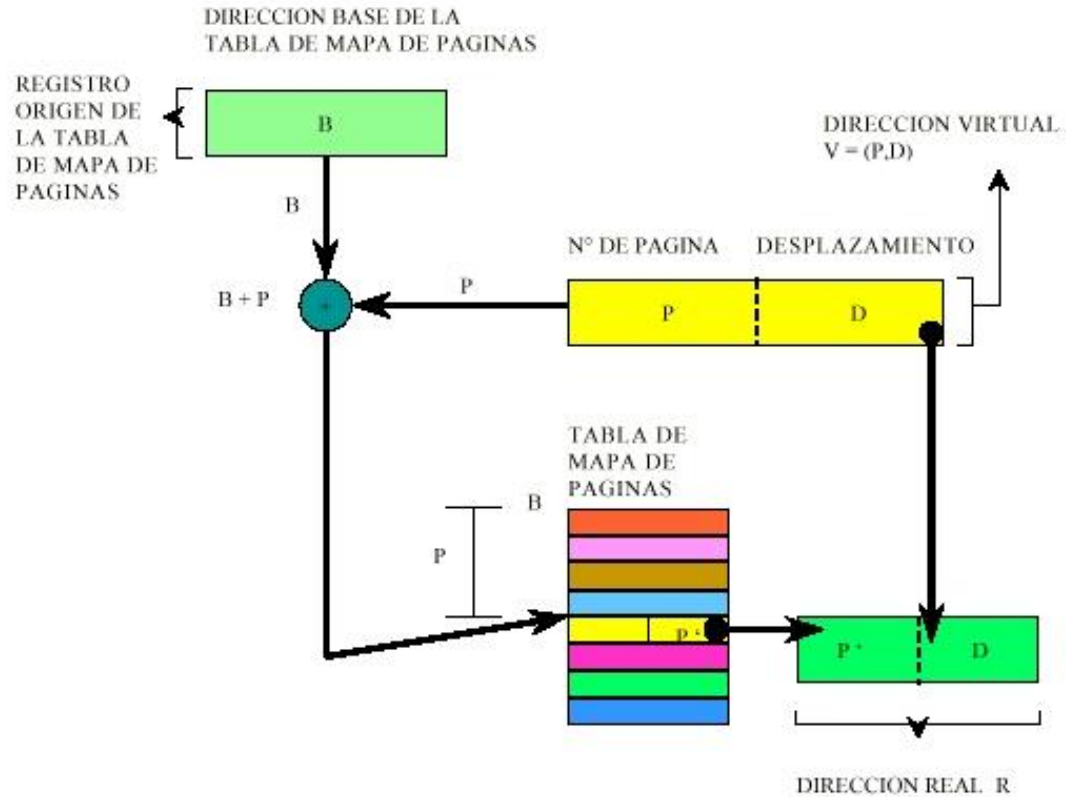 DIRECCION BASE DE LA
TABLA DE MAPA DE PAGINAS
REGISTRO
ORIGEN DE
LA TABLA
DE MAPA DE
PAGINAS
B
DIRECCION VIRTUAL
V = (P,D)
B
N° DE PAGINA
DESPLAZAMIENTO
B + P
+
P
P
D
TABLA DE
MAPA DE
PAGINAS
B
P
P '
P '
D
DIRECCION REAL R